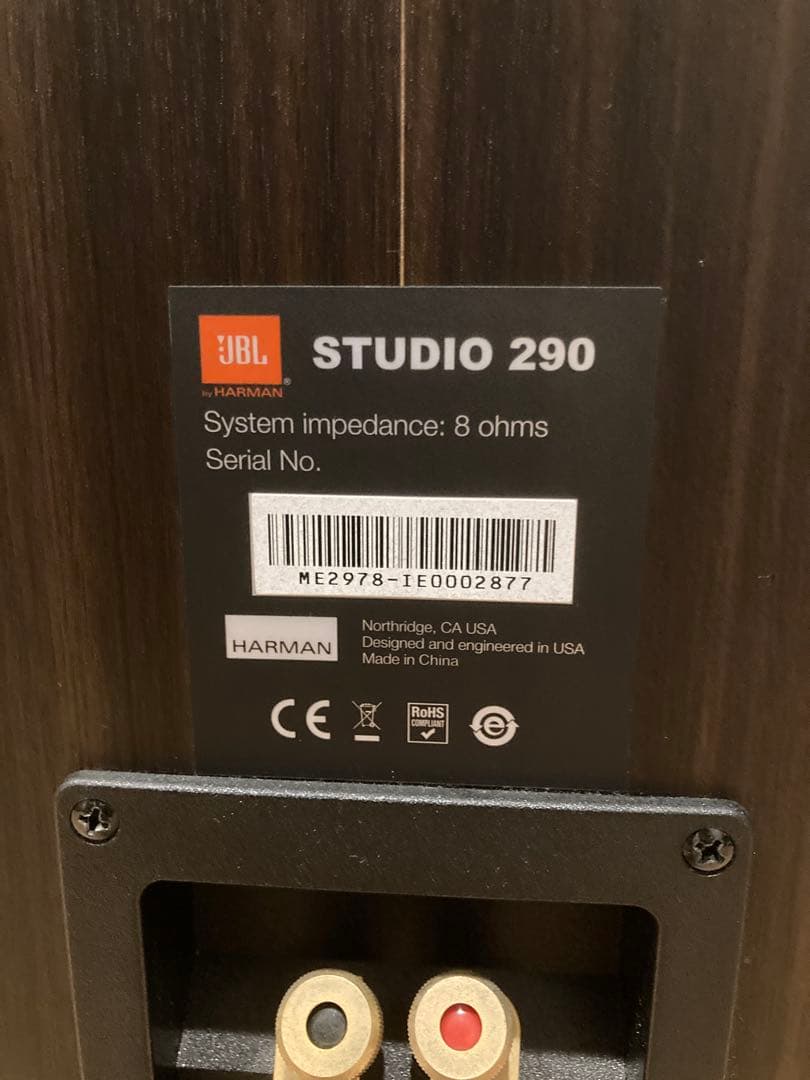 JBL
by HARMAN®
STUDIO 290
System impedance: 8 ohms
Serial No.
ME2978-IE0002877
HARMAN
Northridge, CA USA
Designed and engineered in USA
Made in China
CE
RoHS
COMPLIANT
e